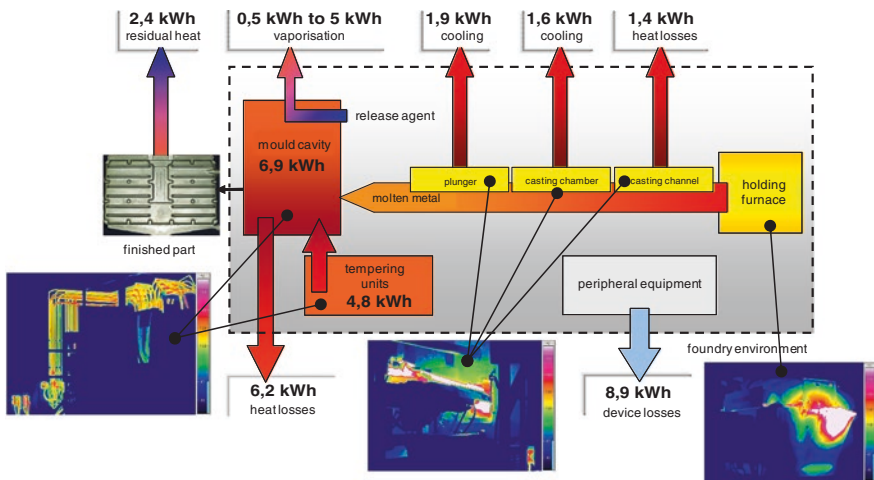 2,4 kWh
residual heat
0,5 kWh to 5 kWh
vaporisation
1,9 kWh
cooling
1,6 kWh
cooling
1,4 kWh
heat losses
release agent
mould cavity
6,9 kWh
plunger
casting chamber
casting channel
molten metal
holding
furnace
finished part
tempering
units
4,8 kWh
peripheral equipment
foundry environment
6,2 kWh
heat losses
8,9 kWh
device losses